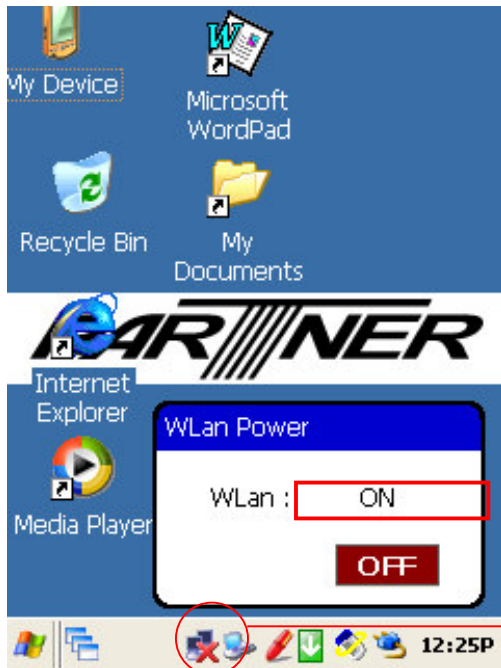 My Device
Microsoft
WordPad
Recycle Bin
My
Documents
PARTNER
Internet
Explorer
Media Player
WLan Power
WLan : ON
OFF
12:25P